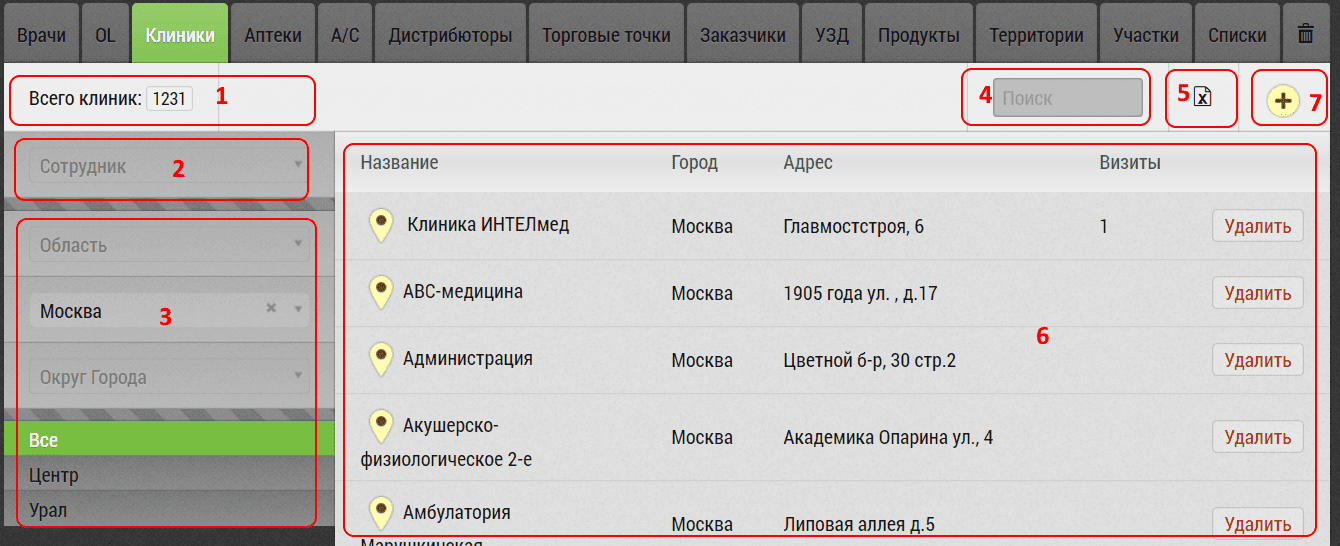 Врачи OL Клиники Аптеки А/С Дистрибюторы Торговые точки Заказчики УЗД Продукты Территории Участки Списки
Всего клиник: 1231 1 4 Поиск 5 X 7
Сотрудник 2
Область
Москва 3
Округ Города
Все
Центр
Урал
Название Город Адрес Визиты
Клиника ИНТЕЛмед Москва Главмостстроя, 6 1 Удалить
АВС-медицина Москва 1905 года ул. , д.17 Удалить
6
Администрация Москва Цветной б-р, 30 стр.2 Удалить
Акушерско-
физиологическое 2-е Москва Академика Опарина ул., 4 Удалить
Амбулатория Москва Липовая аллея д.5 Удалить
Марушкинская